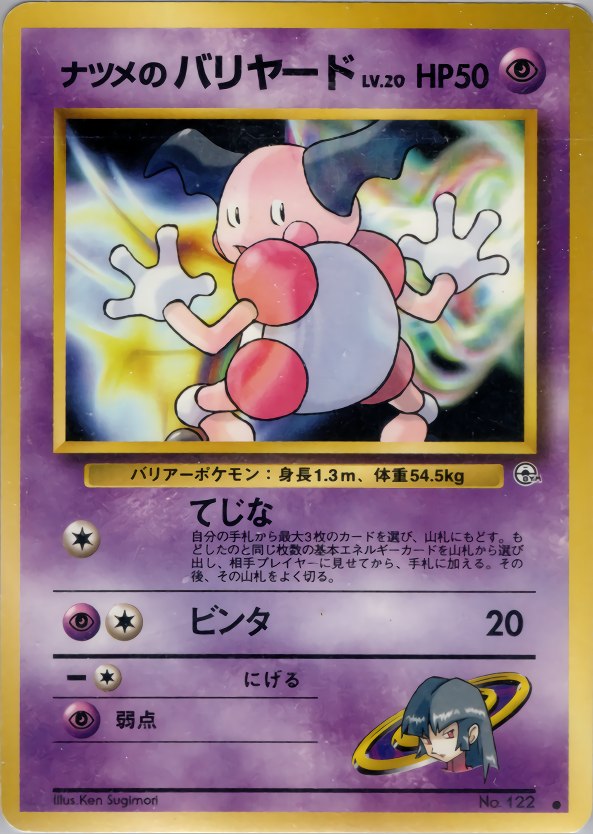 ナツメの バリヤード LV.20 HP50
バリアーポケモン：身長1.3m、体重54.5kg
GYM
てじな
自分の手札から最大3枚のカードを選び、山札にもどす。も
どしたのと同じ枚数の基本エネルギーカードを山札から選び
出し、相手プレイヤーに見せてから、手札に加える。その
後、その山札をよく切る。
ビンタ 20
にげる
弱点
Illus.Ken Sugimori No. 122